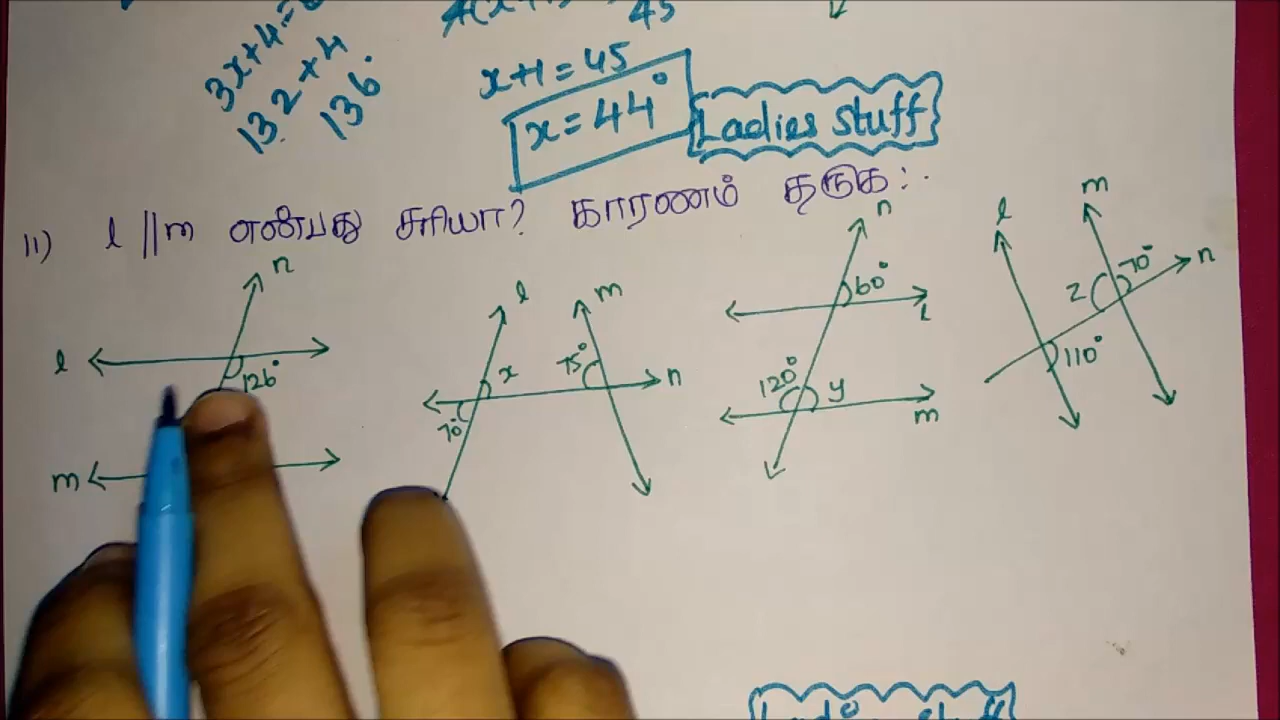 3x+4=
132+4
136.
45
x+1=45
x=44°
Ladies stuff
11) l || m என்பது சரியா? காரணம் தருக:.
n
l
126°
m
l
m
x
75°
n
70°
n
60°
l
120°
y
m
l
m
70°
n
z
110°